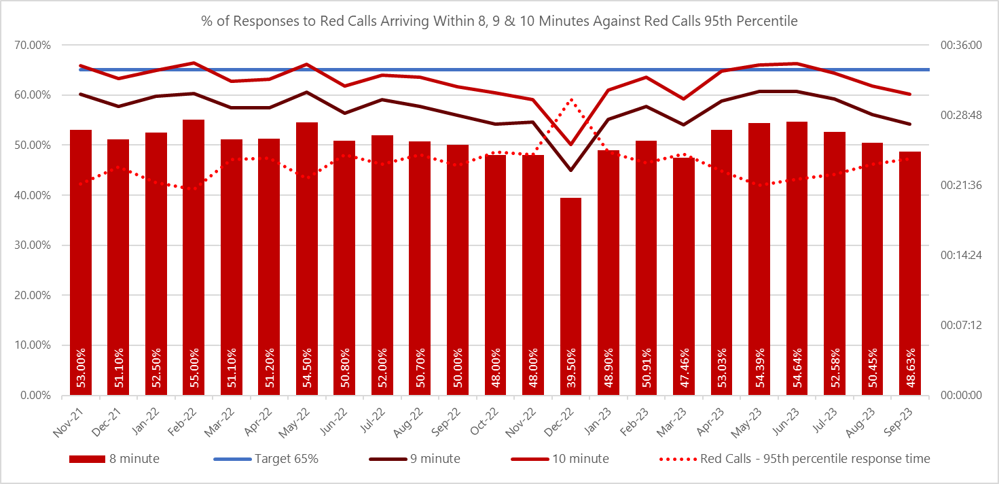 % of Responses to Red Calls Arriving Within 8, 9 & 10 Minutes Against Red Calls 95th Percentile
70.00%
60.00%
50.00%
40.00%
30.00%
20.00%
10.00%
0.00%
00:36:00
00:28:48
00:21:36
00:14:24
00:07:12
00:00:00
53.00%
51.10%
52.50%
55.00%
51.10%
51.20%
54.50%
50.80%
52.00%
50.70%
50.00%
48.00%
48.00%
39.50%
48.90%
50.91%
47.46%
53.03%
54.39%
54.64%
52.58%
50.45%
48.63%
Nov-21
Dec-21
Jan-22
Feb-22
Mar-22
Apr-22
May-22
Jun-22
Jul-22
Aug-22
Sep-22
Oct-22
Nov-22
Dec-22
Jan-23
Feb-23
Mar-23
Apr-23
May-23
Jun-23
Jul-23
Aug-23
Sep-23
8 minute
Target 65%
9 minute
10 minute
Red Calls - 95th percentile response time